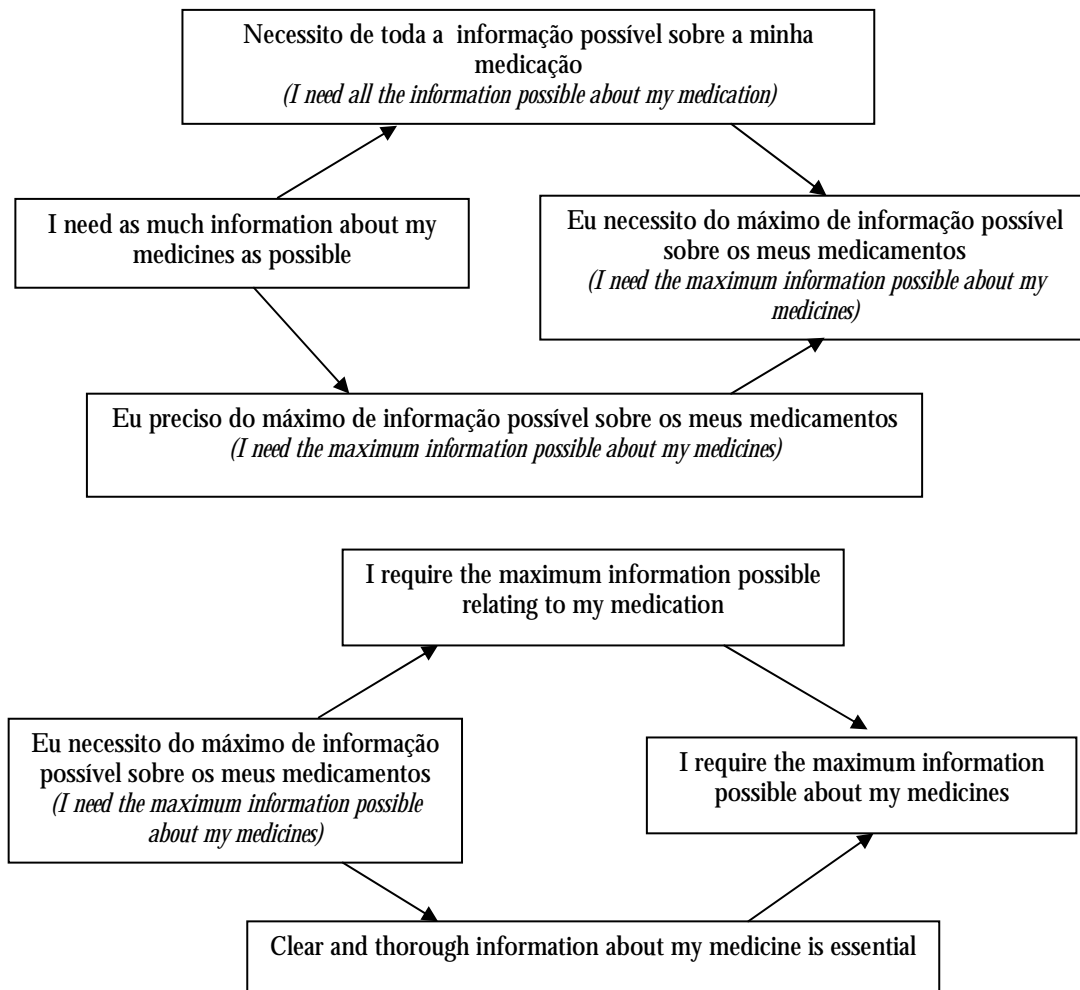 Necessito de toda a informação possível sobre a minha
medicação
(I need all the information possible about my medication)
I need as much information about my
medicines as possible
Eu necessito do máximo de informação possível
sobre os meus medicamentos
(I need the maximum information possible about my
medicines)
Eu preciso do máximo de informação possível sobre os meus medicamentos
(I need the maximum information possible about my medicines)
I require the maximum information possible
relating to my medication
Eu necessito do máximo de informação
possível sobre os meus medicamentos
(I need the maximum information possible
about my medicines)
I require the maximum information
possible about my medicines
Clear and thorough information about my medicine is essential